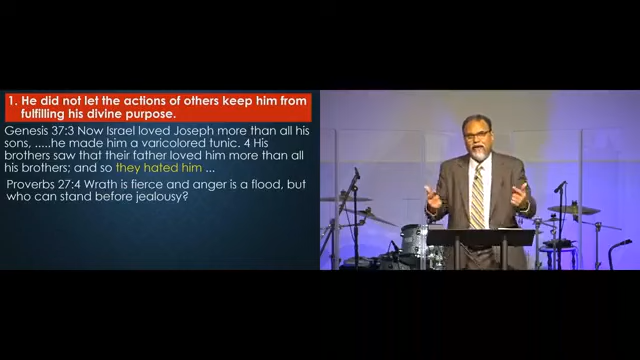 1. He did not let the actions of others keep him from
fulfilling his divine purpose.
Genesis 37:3 Now Israel loved Joseph more than all his
sons, .....he made him a varicolored tunic. 4 His
brothers saw that their father loved him more than all
his brothers; and so they hated him ...
Proverbs 27:4 Wrath is fierce and anger is a flood, but
who can stand before jealousy?